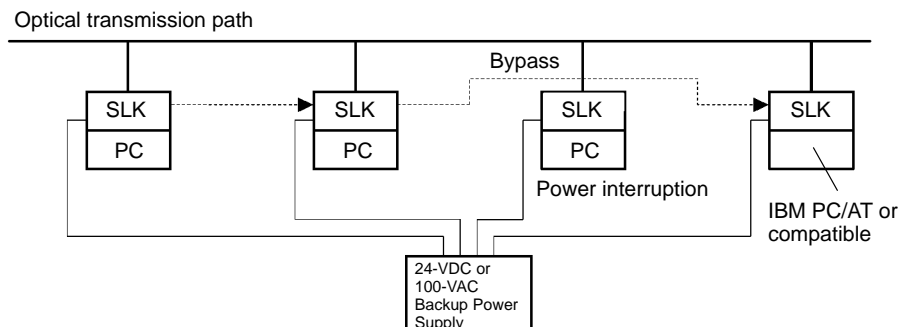 Optical transmission path
Bypass
SLK
SLK
SLK
SLK
PC
PC
PC
Power interruption
IBM PC/AT or
compatible
24-VDC or
100-VAC
Backup Power
Supply